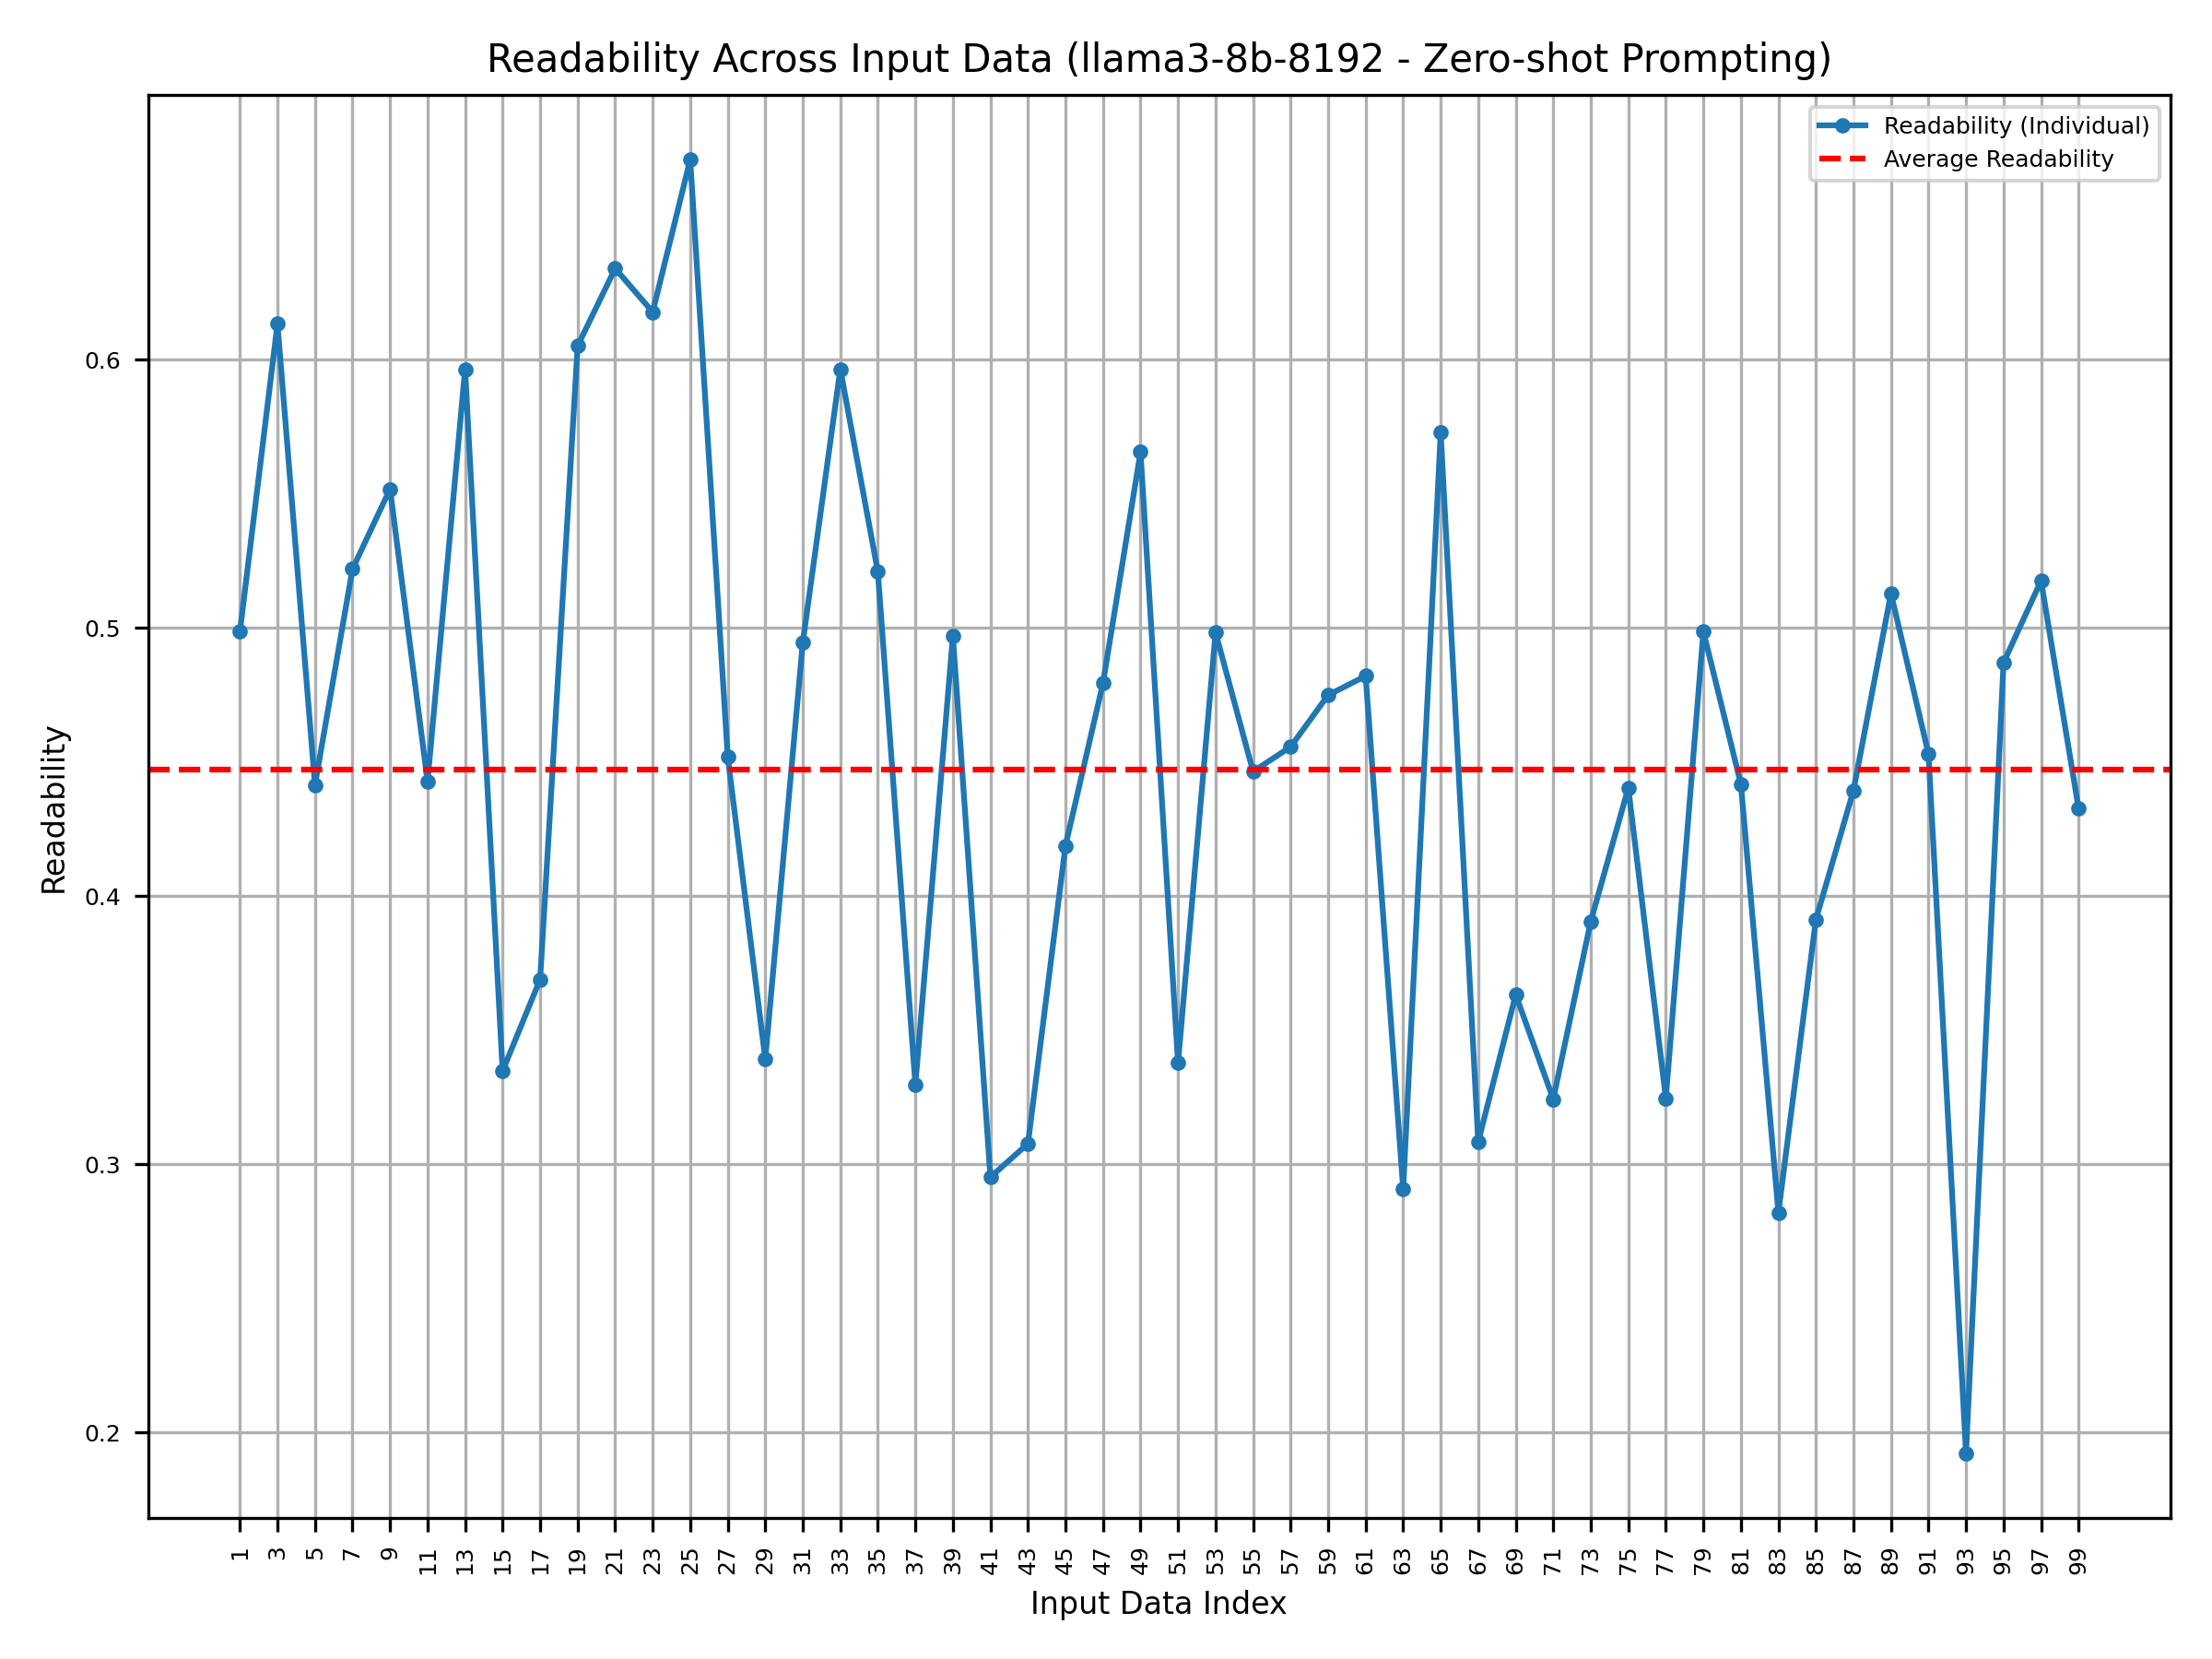 Readability Across Input Data (llama3-8b-8192 - Zero-shot Prompting)
Readability (Individual)
Average Readability
Readability
0.6
0.5
0.4
0.3
0.2
1 3 5 7 9 11 13 15 17 19 21 23 25 27 29 31 33 35 37 39 41 43 45 47 49 51 53 55 57 59 61 63 65 67 69 71 73 75 77 79 81 83 85 87 89 91 93 95 97 99
Input Data Index